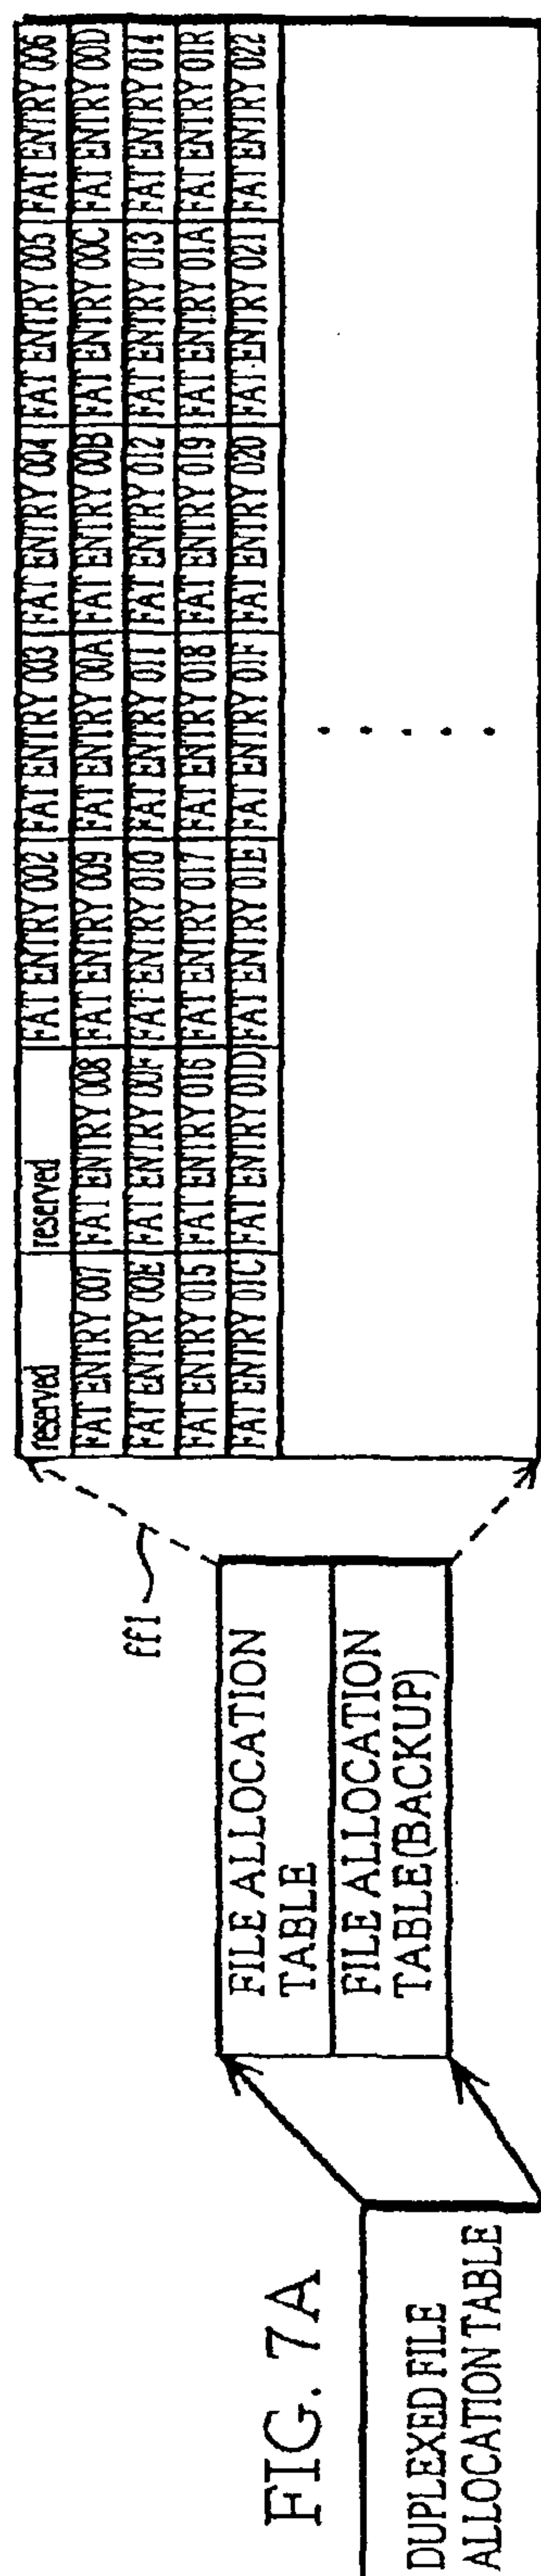 FIG. 7A
DUPLEXED FILE
ALLOCATION TABLE
FILE ALLOCATION
TABLE
FILE ALLOCATION
TABLE(BACKUP)
ff1
reserved reserved FAT ENTRY 002 FAT ENTRY 003 FAT ENTRY 004 FAT ENTRY 005 FAT ENTRY 006
FAT ENTRY 007 FAT ENTRY 008 FAT ENTRY 009 FAT ENTRY 00A FAT ENTRY 00B FAT ENTRY 00C FAT ENTRY 00D
FAT ENTRY 00E FAT ENTRY 00F FAT ENTRY 010 FAT ENTRY 011 FAT ENTRY 012 FAT ENTRY 013 FAT ENTRY 014
FAT ENTRY 015 FAT ENTRY 016 FAT ENTRY 017 FAT ENTRY 018 FAT ENTRY 019 FAT ENTRY 01A FAT ENTRY 01R
FAT ENTRY 01C FAT ENTRY 01D FAT ENTRY 01E FAT ENTRY 01F FAT ENTRY 020 FAT ENTRY 021 FAT ENTRY 022